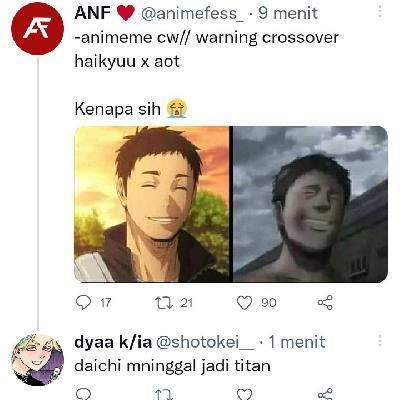 ANF ♥ @animefess_ · 9 menit
-animeme cw// warning crossover
haikyuu x aot
Kenapa sih 😭
17 21 90
dyaa k/ia @shotokei__ · 1 menit
daichi mninggal jadi titan